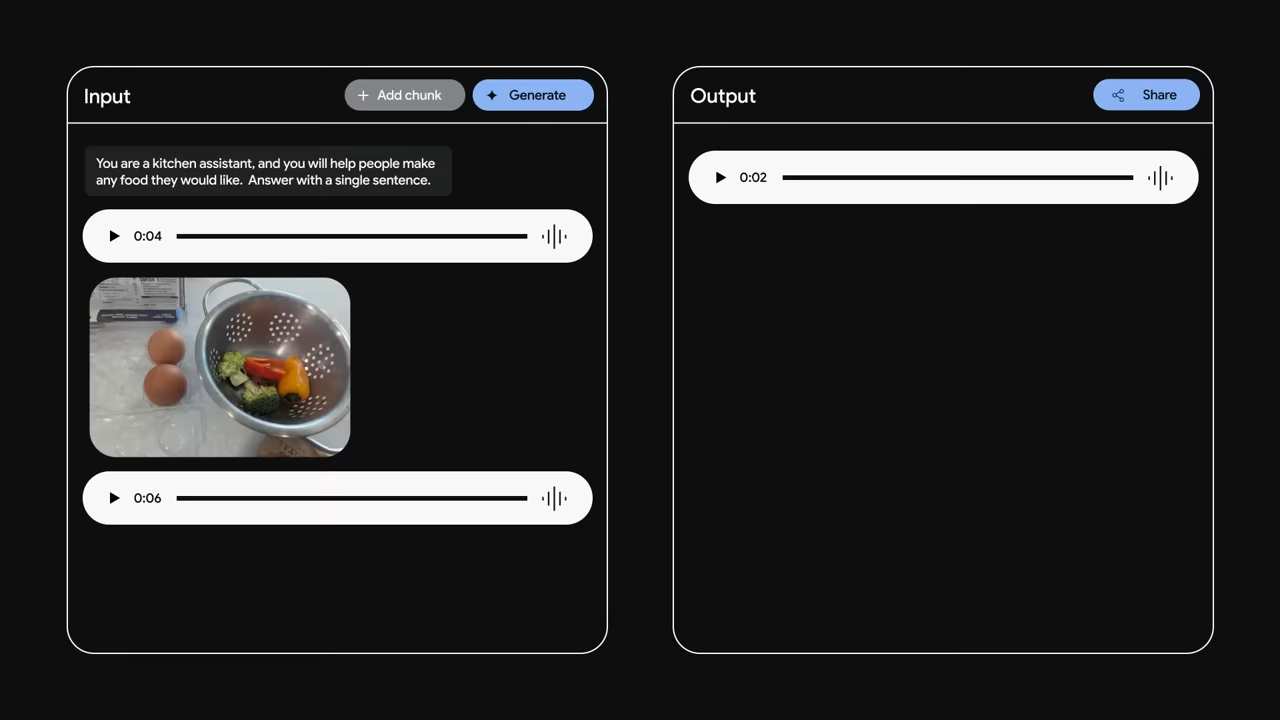 Input
Add chunk
Generate
You are a kitchen assistant, and you will help people make
any food they would like. Answer with a single sentence.
0:04
0:06
Output
Share
0:02